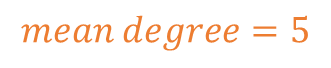 mean degree = 5